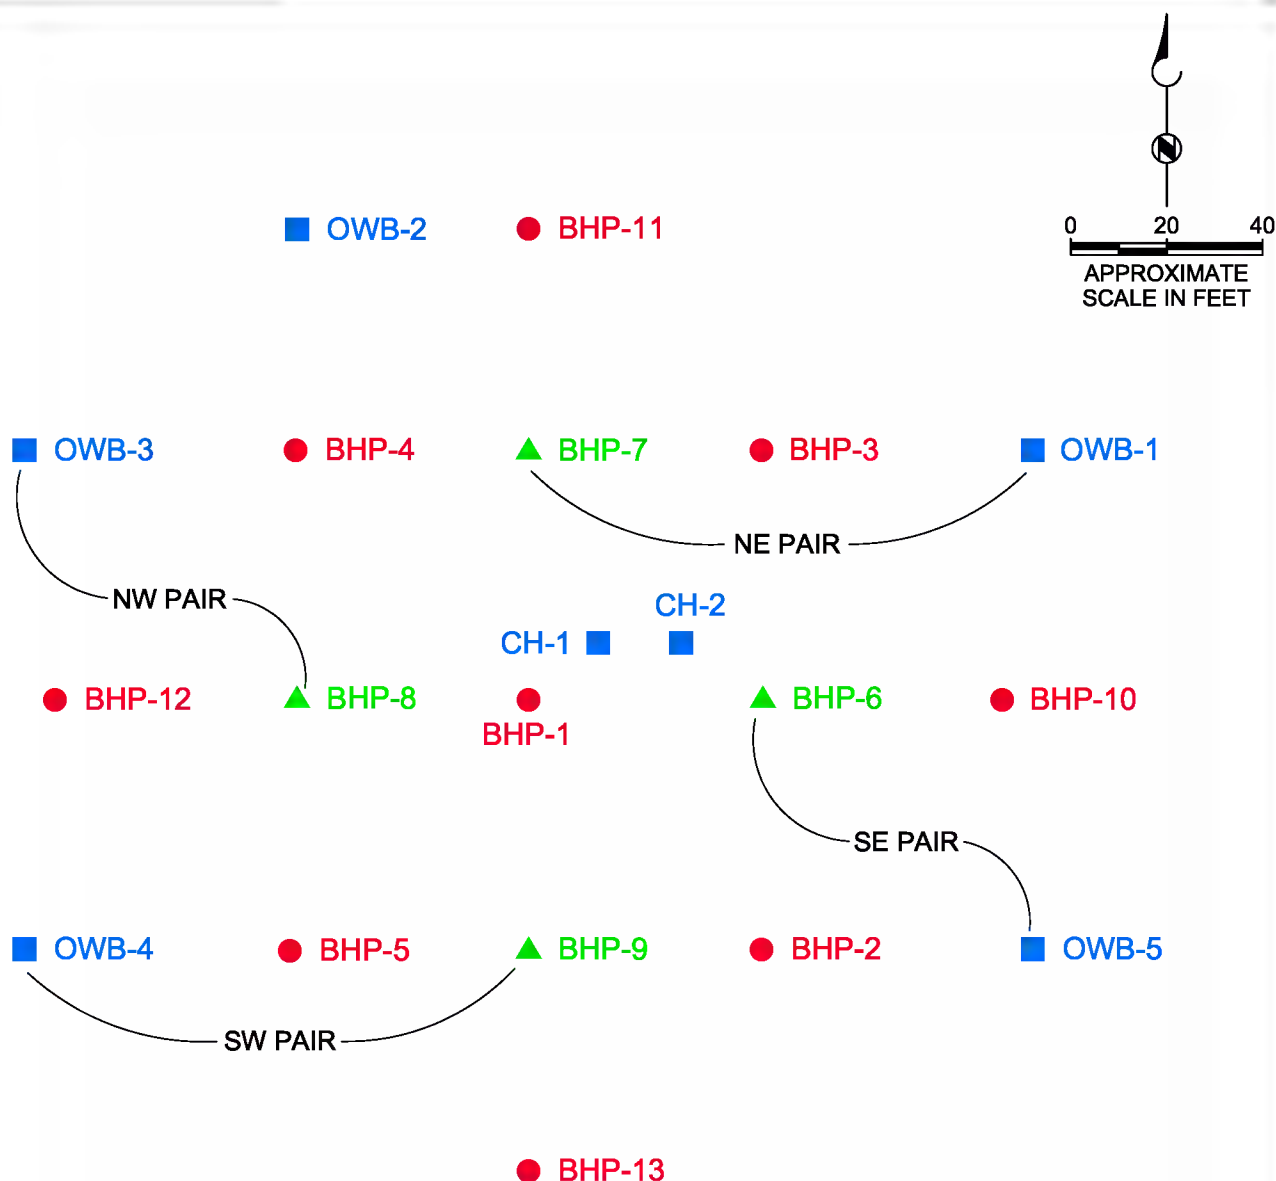 N
0 20 40
APPROXIMATE
SCALE IN FEET
OWB-2 BHP-11
OWB-3 BHP-4 BHP-7 BHP-3 OWB-1
NE PAIR
NW PAIR
CH-2
CH-1
BHP-12 BHP-8 BHP-6 BHP-10
BHP-1
SE PAIR
OWB-4 BHP-5 BHP-9 BHP-2 OWB-5
SW PAIR
BHP-13